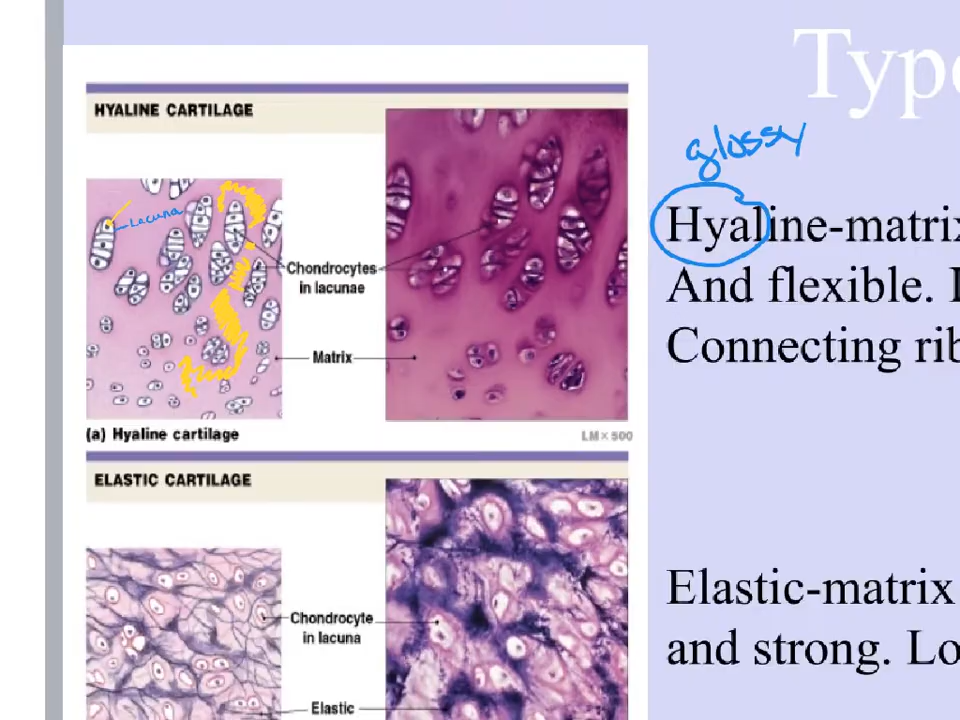 Type
HYALINE CARTILAGE
glossy
Lacuna
Hyaline-matrix
Chondrocytes
in lacunae
And flexible.
Matrix
Connecting rib
(a) Hyaline cartilage
LM × 500
ELASTIC CARTILAGE
Elastic-matrix
Chondrocyte
in lacuna
and strong. Lo
Elastic